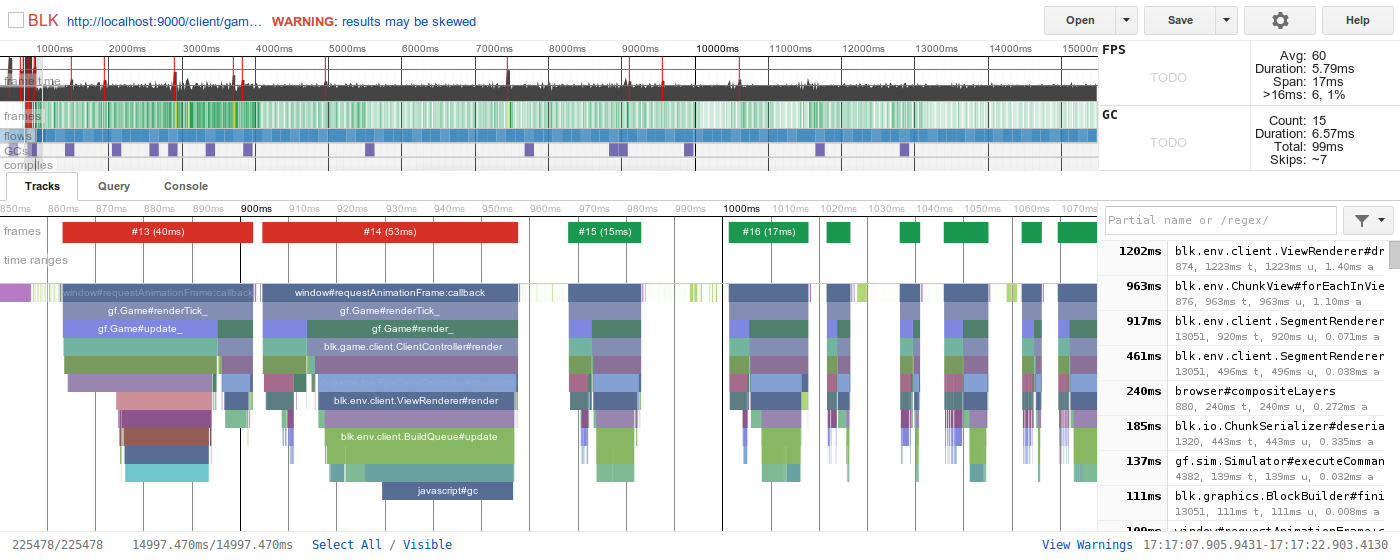 BLK http://localhost:9000/client/gam… WARNING: results may be skewed Open Save Help
1000ms 2000ms 3000ms 4000ms 5000ms 6000ms 7000ms 8000ms 9000ms 10000ms 11000ms 12000ms 13000ms 14000ms 15000m
frame time
frames
flows
GCs
compiles
FPS
TODO
Avg: 60
Duration: 5.79ms
Span: 17ms
>16ms: 6, 1%
GC
TODO
Count: 15
Duration: 6.57ms
Total: 99ms
Skips: ~7
Tracks Query Console
850ms 860ms 870ms 880ms 890ms 900ms 910ms 920ms 930ms 940ms 950ms 960ms 970ms 980ms 990ms 1000ms 1010ms 1020ms 1030ms 1040ms 1050ms 1060ms 1070ms
frames #13 (40ms) #14 (53ms) #15 (15ms) #16 (17ms)
time ranges
window#requestAnimationFrame:callback window#requestAnimationFrame:callback
gf.Game#renderTick_ gf.Game#renderTick_
gf.Game#update_ gf.Game#render_
blk.game.client.ClientController#render
blk.env.client.ViewRenderer#render
blk.env.client.BuildQueue#update
javascript#gc
Partial name or /regex/
1202ms blk.env.client.ViewRenderer#dr
874, 1223ms t, 1223ms u, 1.40ms a
963ms blk.env.ChunkView#forEachInVie
876, 963ms t, 963ms u, 1.10ms a
917ms blk.env.client.SegmentRenderer
13051, 920ms t, 920ms u, 0.071ms a
461ms blk.env.client.SegmentRenderer
13051, 496ms t, 496ms u, 0.038ms a
240ms browser#compositeLayers
880, 240ms t, 240ms u, 0.272ms a
185ms blk.io.ChunkSerializer#deseria
1320, 443ms t, 443ms u, 0.335ms a
137ms gf.sim.Simulator#executeComman
4382, 139ms t, 139ms u, 0.032ms a
111ms blk.graphics.BlockBuilder#fini
13051, 111ms t, 111ms u, 0.008ms a
109ms window#requestAnimationFrame:c
225478/225478 14997.470ms/14997.470ms Select All / Visible View Warnings 17:17:07.905.9431-17:17:22.903.4130